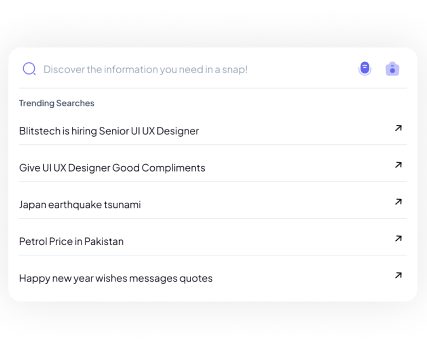 Discover the information you need in a snap!
Trending Searches
Blitstech is hiring Senior UI UX Designer
Give UI UX Designer Good Compliments
Japan earthquake tsunami
Petrol Price in Pakistan
Happy new year wishes messages quotes